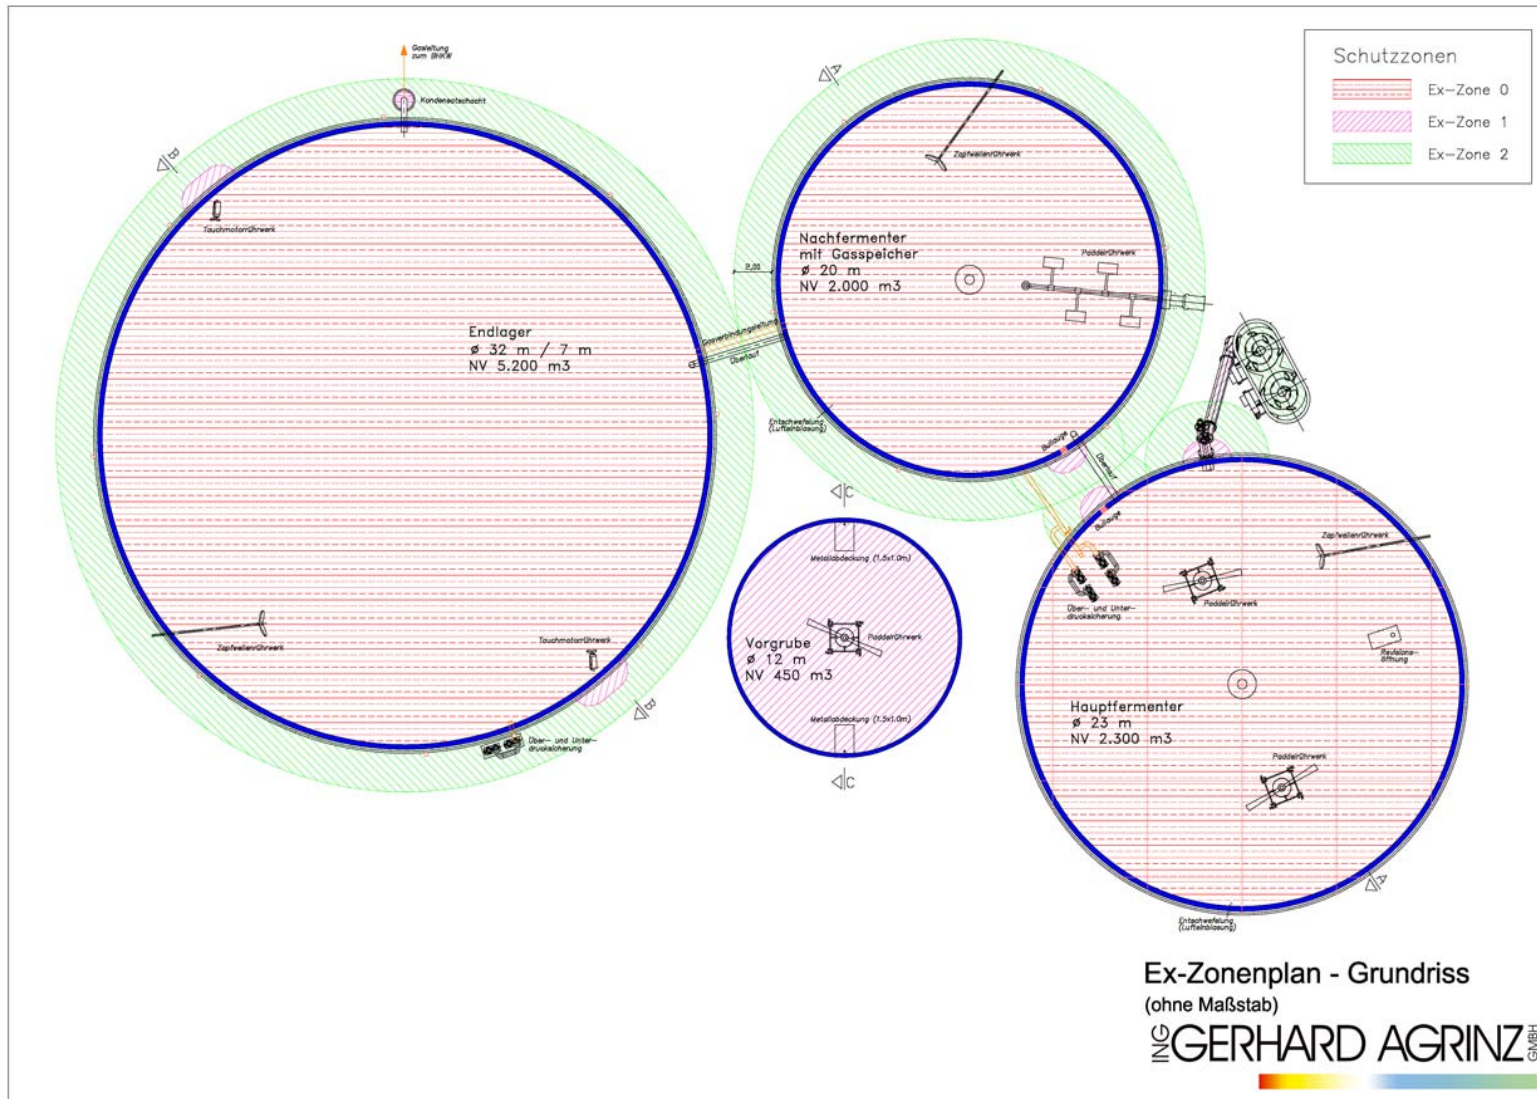 Gasleitung
zum BHKW
Kondensatschacht
A
B
Schutzzonen
Ex-Zone 0
Ex-Zone 1
Ex-Zone 2
Zapfwellenrührwerk
Tauchmotorrührwerk
Nachfermenter
mit Gasspeicher
ø 20 m
NV 2.000 m3
Paddelrührwerk
2,00
Endlager
ø 32 m / 7 m
NV 5.200 m3
Gasverbindungsleitung
Überlauf
Entschwefelung
(Lufteinblasung)
Bullauge
Überlauf
Bullauge
C
Metallabdeckung (1.5x1.0m)
Zapfwellenrührwerk
Über- und Unter-
drucksicherung
Paddelrührwerk
Paddelrührwerk
Vorgrube
ø 12 m
NV 450 m3
Zapfwellenrührwerk
Tauchmotorrührwerk
Revisions-
öffnung
B
Metallabdeckung (1.5x1.0m)
Hauptfermenter
ø 23 m
NV 2.300 m3
Über- und Unter-
drucksicherung
Paddelrührwerk
C
A
Entschwefelung
(Lufteinblasung)
Ex-Zonenplan - Grundriss
(ohne Maßstab)
ING GERHARD AGRINZ GMBH